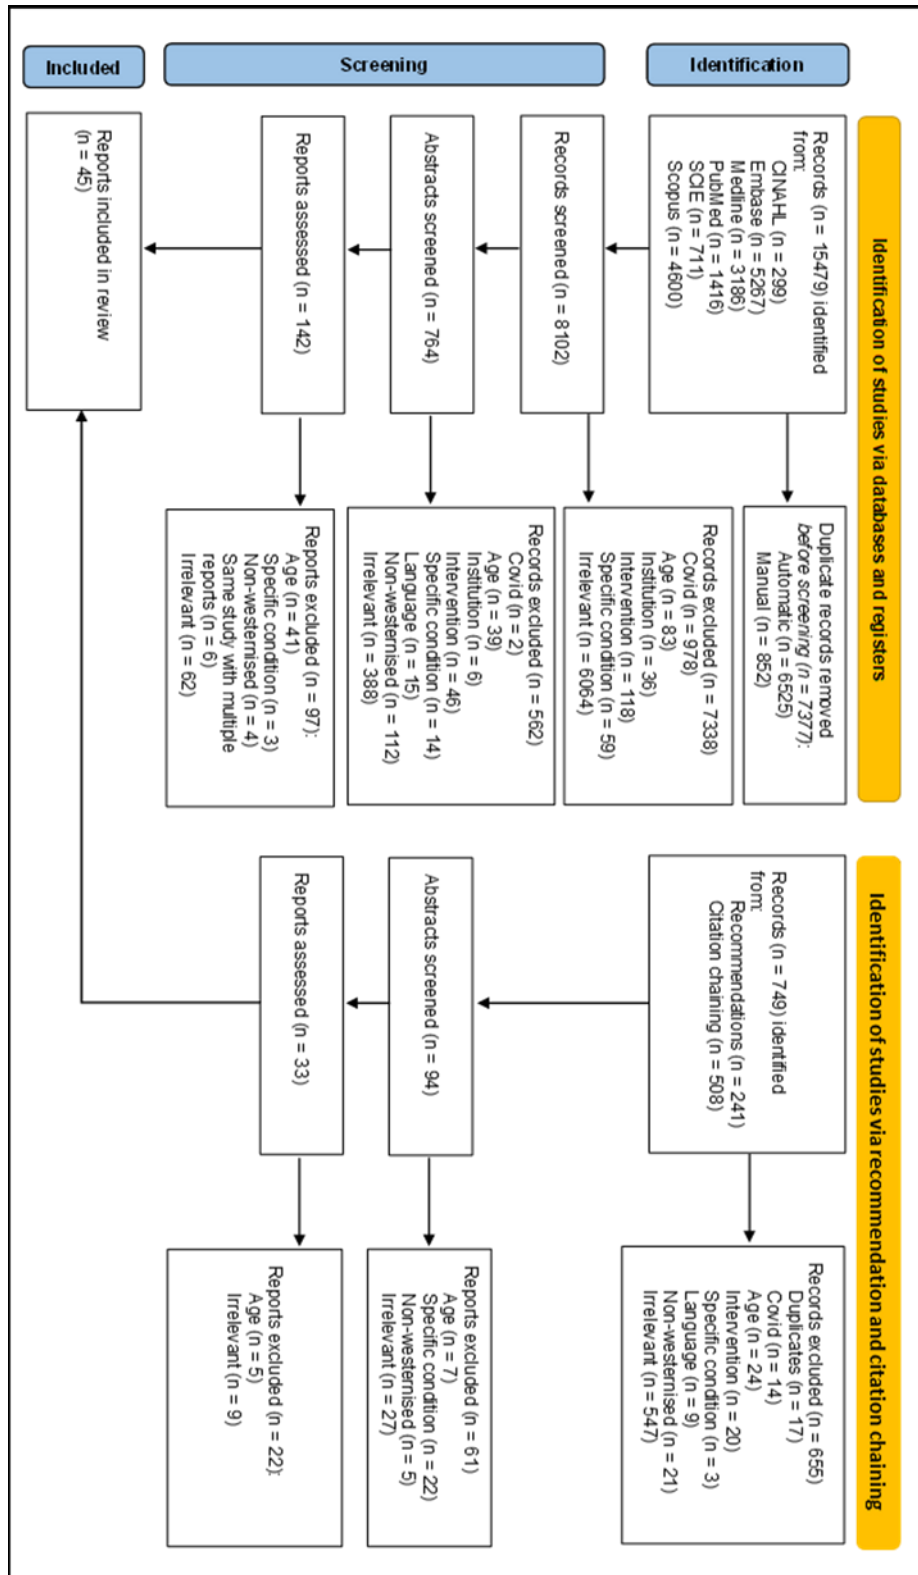 Identification of studies via databases and registers
Identification of studies via recommendation and citation chaining
Identification
Records (n = 15479) identified
from:
CINAHL (n = 299)
Embase (n = 5267)
Medline (n = 3186)
PubMed (n = 1416)
SCIE (n = 711)
Scopus (n = 4600)
Duplicate records removed
before screening (n = 7377):
Automatic (n = 6525)
Manual (n = 852)
Records (n = 749) identified
from:
Recommendations (n = 241)
Citation chaining (n = 508)
Records excluded (n = 655)
Duplicates (n = 17)
Covid (n = 14)
Age (n = 24)
Intervention (n = 20)
Specific condition (n = 3)
Language (n = 9)
Non-westernised (n = 21)
Irrelevant (n = 547)
Screening
Records screened (n = 8102)
Records excluded (n = 7338)
Covid (n = 978)
Age (n = 83)
Institution (n = 36)
Intervention (n = 118)
Specific condition (n = 59)
Irrelevant (n = 6064)
Abstracts screened (n = 764)
Records excluded (n = 562)
Covid (n = 2)
Age (n = 39)
Institution (n = 6)
Intervention (n = 46)
Specific condition (n = 14)
Language (n = 15)
Non-westernised (n = 112)
Irrelevant (n = 388)
Abstracts screened (n = 94)
Reports excluded (n = 61)
Age (n = 7)
Specific condition (n = 22)
Non-westernised (n = 5)
Irrelevant (n = 27)
Reports assessed (n = 142)
Reports excluded (n = 97):
Age (n = 41)
Specific condition (n = 3)
Non-westernised (n = 4)
Same study with multiple
reports (n = 6)
Irrelevant (n = 62)
Reports assessed (n = 33)
Reports excluded (n = 22):
Age (n = 5)
Irrelevant (n = 9)
Included
Reports included in review
(n = 45)